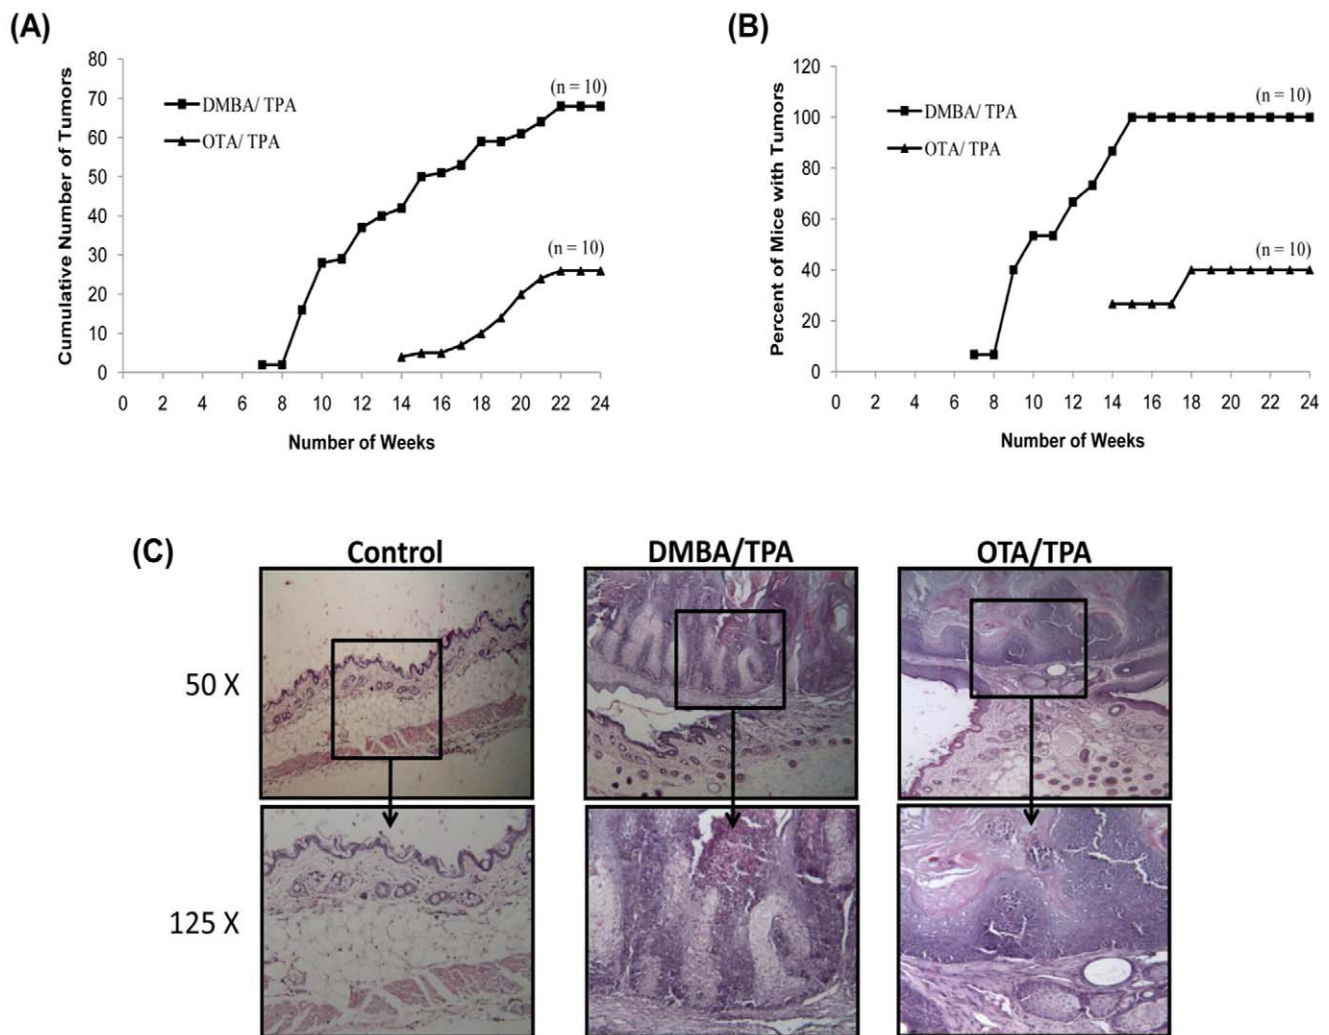 (A)
Cumulative Number of Tumors
80
70
60
50
40
30
20
10
0
DMBA/ TPA
OTA/ TPA
(n = 10)
(n = 10)
0 2 4 6 8 10 12 14 16 18 20 22 24
Number of Weeks
(B)
Percent of Mice with Tumors
120
100
80
60
40
20
0
DMBA/ TPA
OTA/ TPA
(n = 10)
(n = 10)
0 2 4 6 8 10 12 14 16 18 20 22 24
Number of Weeks
(C)
Control
DMBA/TPA
OTA/TPA
50 X
125 X